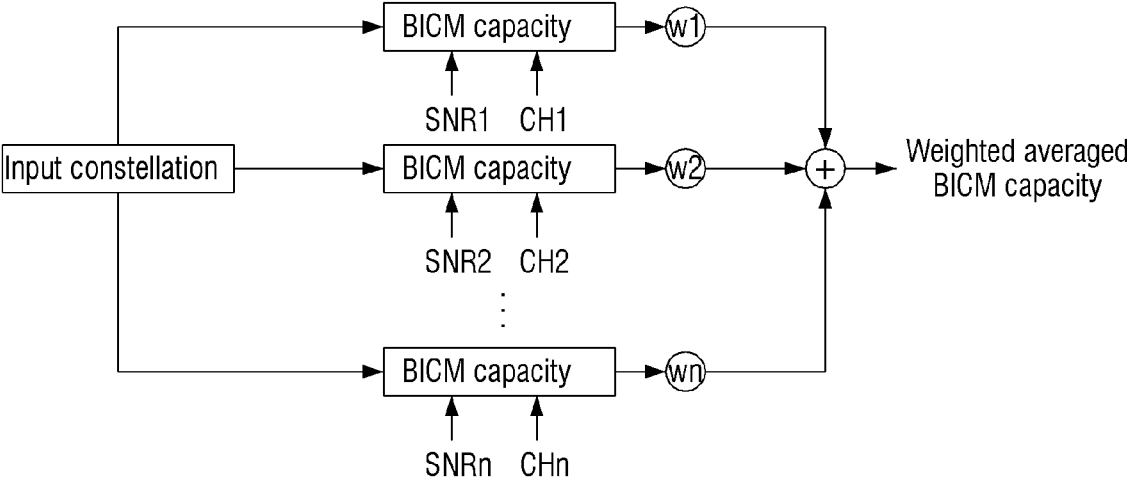 BICM capacity
w1
SNR1 CH1
Input constellation
BICM capacity
w2
+
Weighted averaged
BICM capacity
SNR2 CH2
BICM capacity
wn
SNRn CHn